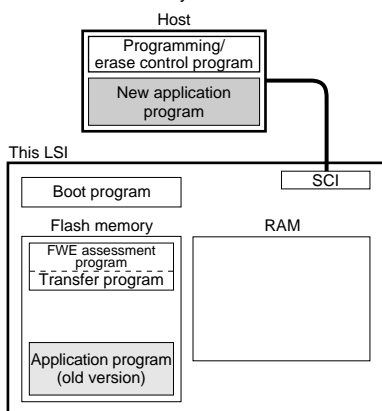 Host
Programming/
erase control program
New application
program
This LSI
SCI
Boot program
Flash memory
RAM
FWE assessment
program
Transfer program
Application program
(old version)